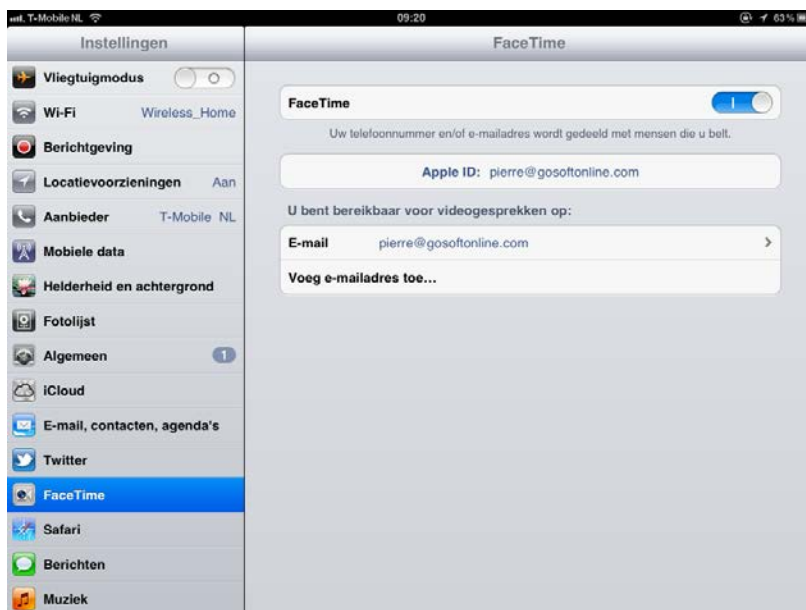 T-Mobile NL
09:20
63%
Instellingen
Vliegtuigmodus
Wi-Fi Wireless_Home
Berichtgeving
Locatievoorzieningen Aan
Aanbieder T-Mobile NL
Mobiele data
Helderheid en achtergrond
Fotolijst
Algemeen 1
iCloud
E-mail, contacten, agenda's
Twitter
FaceTime
Safari
Berichten
Muziek
FaceTime
FaceTime
Uw telefoonnummer en/of e-mailadres wordt gedeeld met mensen die u belt.
Apple ID: pierre@gosoftonline.com
U bent bereikbaar voor videogesprekken op:
E-mail pierre@gosoftonline.com
Voeg e-mailadres toe...